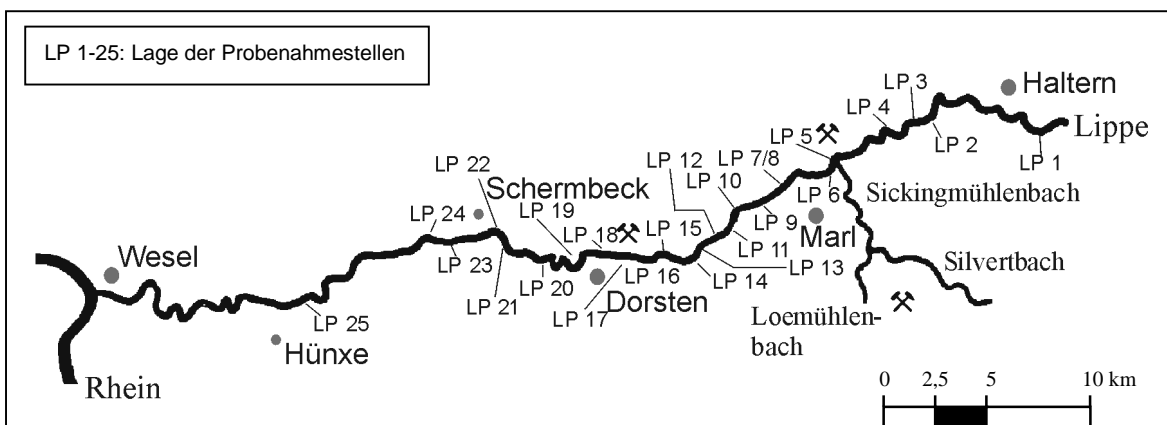 LP 1-25: Lage der Probenahmestellen
Haltern
LP 3
LP 4
Lippe
LP 5
LP 2
LP 1
LP 7/8
LP 12
LP 10
LP 6
Sickingmühlenbach
LP 22
Schermbeck
LP 9
Marl
LP 19
LP 24
LP 18
LP 15
LP 11
Wesel
LP 23
LP 16
LP 14
LP 13
Silvertbach
LP 21
LP 20
LP 17
Dorsten
Loemühlen-
bach
LP 25
Hünxe
Rhein
0 2,5 5 10 km